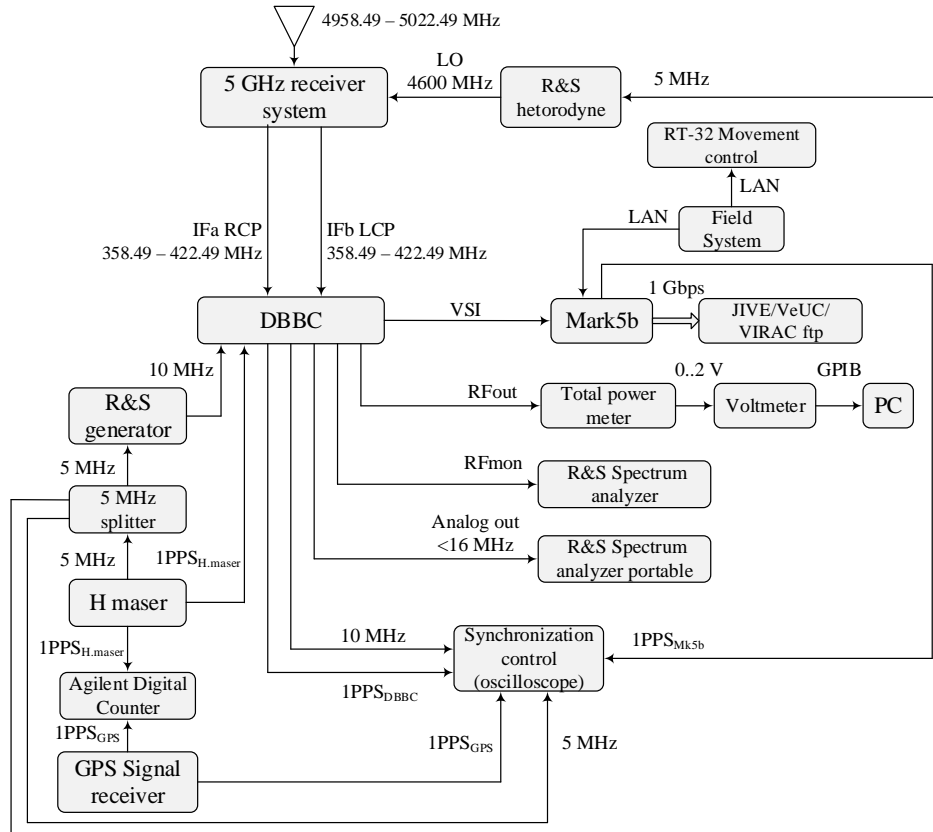 4958.49 – 5022.49 MHz
5 GHz receiver
system
LO
4600 MHz
R&S
hetorodyne
5 MHz
RT-32 Movement
control
LAN
Field
System
LAN
IFa RCP
358.49 – 422.49 MHz
IFb LCP
358.49 – 422.49 MHz
DBBC
VSI
Mark5b
1 Gbps
JIVE/VeUC/
VIRAC ftp
10 MHz
R&S
generator
RFout
Total power
meter
0..2 V
Voltmeter
GPIB
PC
5 MHz
RFmon
R&S Spectrum
analyzer
5 MHz
splitter
Analog out
<16 MHz
R&S Spectrum
analyzer portable
5 MHz
1PPSH.maser
H maser
1PPSH.maser
10 MHz
Synchronization
control
(oscilloscope)
1PPSMk5b
Agilent Digital
Counter
1PPSDBBC
1PPSGPS
1PPSGPS
5 MHz
GPS Signal
receiver